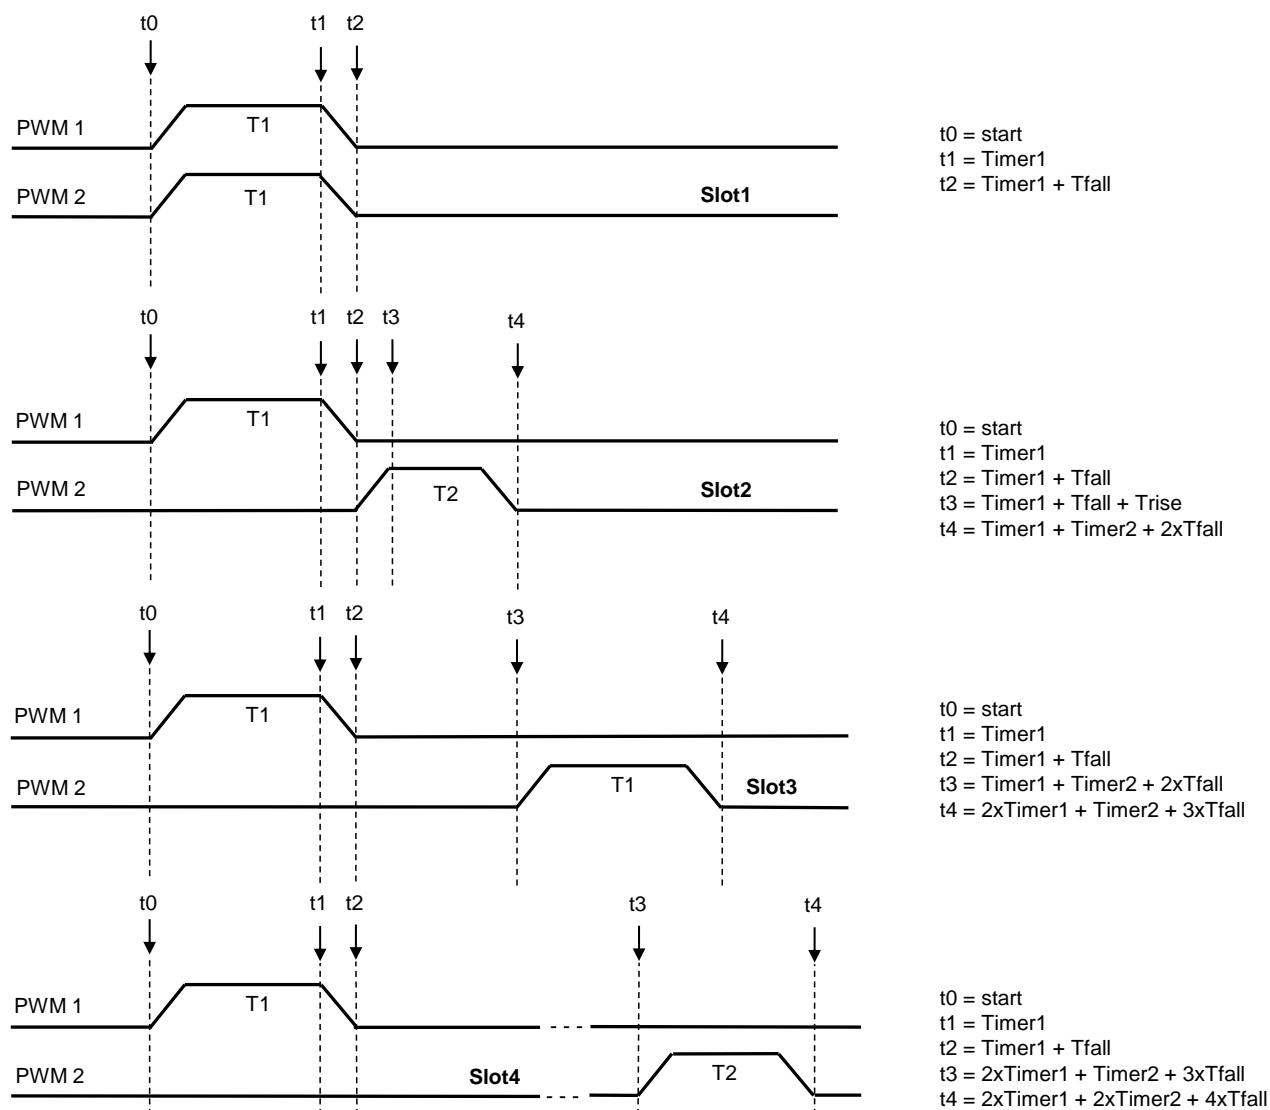 t0 t1 t2
PWM 1 T1
PWM 2 T1 Slot1
t0 = start
t1 = Timer1
t2 = Timer1 + Tfall
t0 t1 t2 t3 t4
PWM 1 T1
PWM 2 T2 Slot2
t0 = start
t1 = Timer1
t2 = Timer1 + Tfall
t3 = Timer1 + Tfall + Trise
t4 = Timer1 + Timer2 + 2xTfall
t0 t1 t2 t3 t4
PWM 1 T1
PWM 2 T1 Slot3
t0 = start
t1 = Timer1
t2 = Timer1 + Tfall
t3 = Timer1 + Timer2 + 2xTfall
t4 = 2xTimer1 + Timer2 + 3xTfall
t0 t1 t2 t3 t4
PWM 1 T1
PWM 2 Slot4 T2
t0 = start
t1 = Timer1
t2 = Timer1 + Tfall
t3 = 2xTimer1 + Timer2 + 3xTfall
t4 = 2xTimer1 + 2xTimer2 + 4xTfall